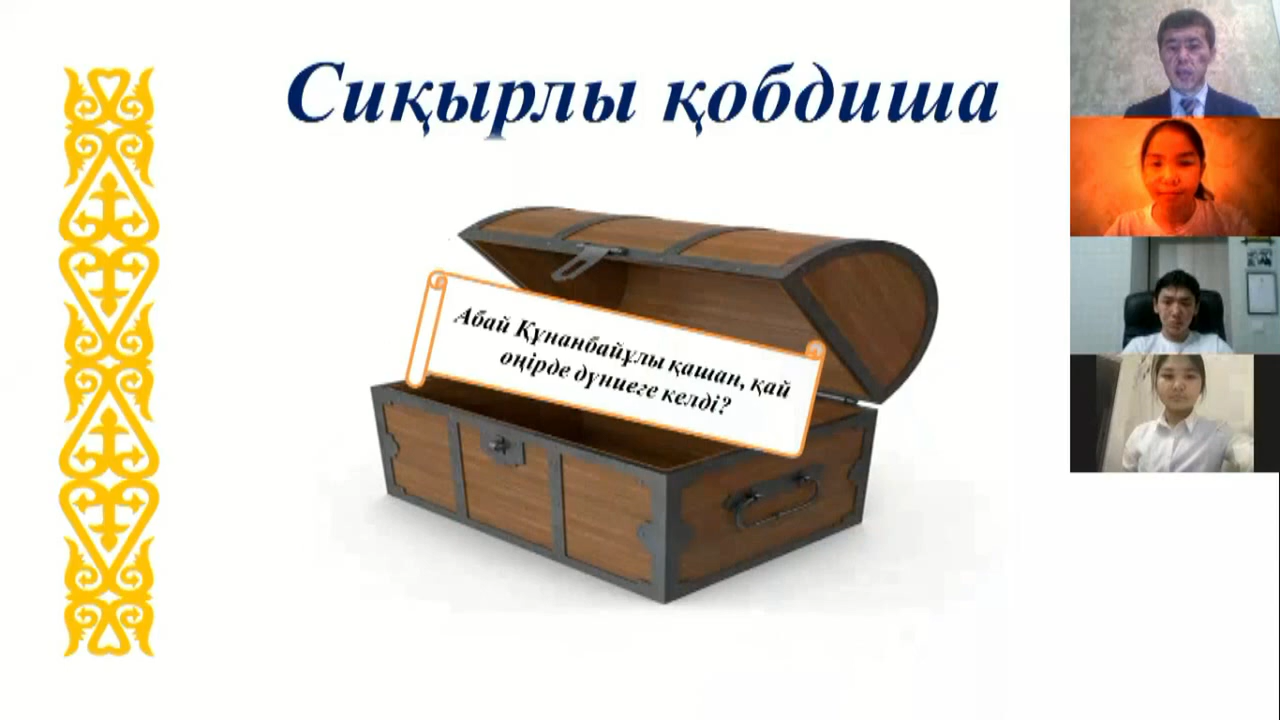 Сиқырлы қобдиша
Абай Құнанбайұлы қашан, қай
өңірде дүниеге келді?